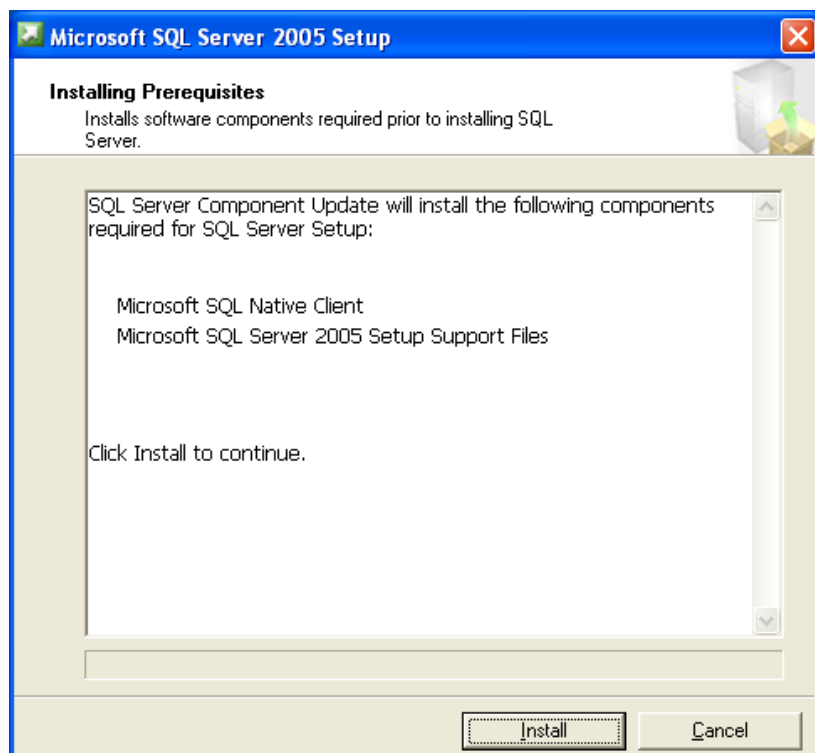 Microsoft SQL Server 2005 Setup
Installing Prerequisites
Installs software components required prior to installing SQL
Server.
SQL Server Component Update will install the following components
required for SQL Server Setup:
Microsoft SQL Native Client
Microsoft SQL Server 2005 Setup Support Files
Click Install to continue.
Install
Cancel